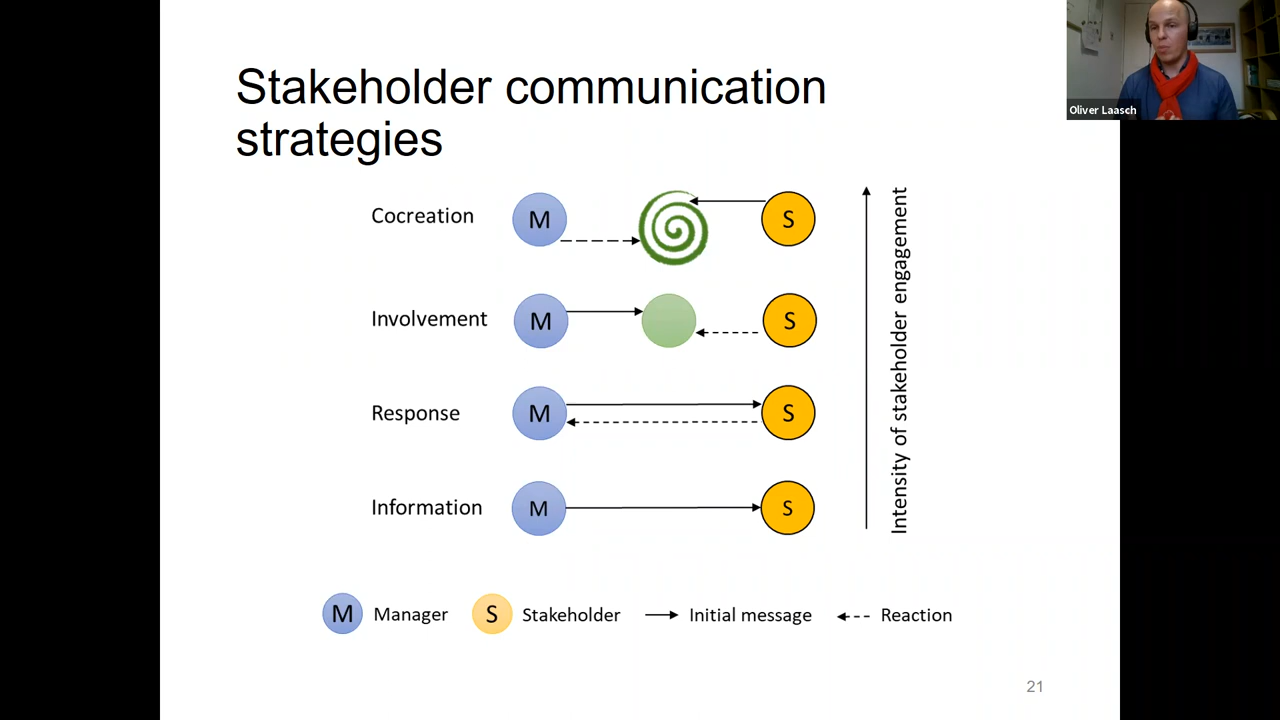 Stakeholder communication
strategies
Oliver Laasch
Cocreation
M
S
Involvement
M
S
Response
M
S
Information
M
S
Intensity of stakeholder engagement
M Manager S Stakeholder Initial message Reaction
21